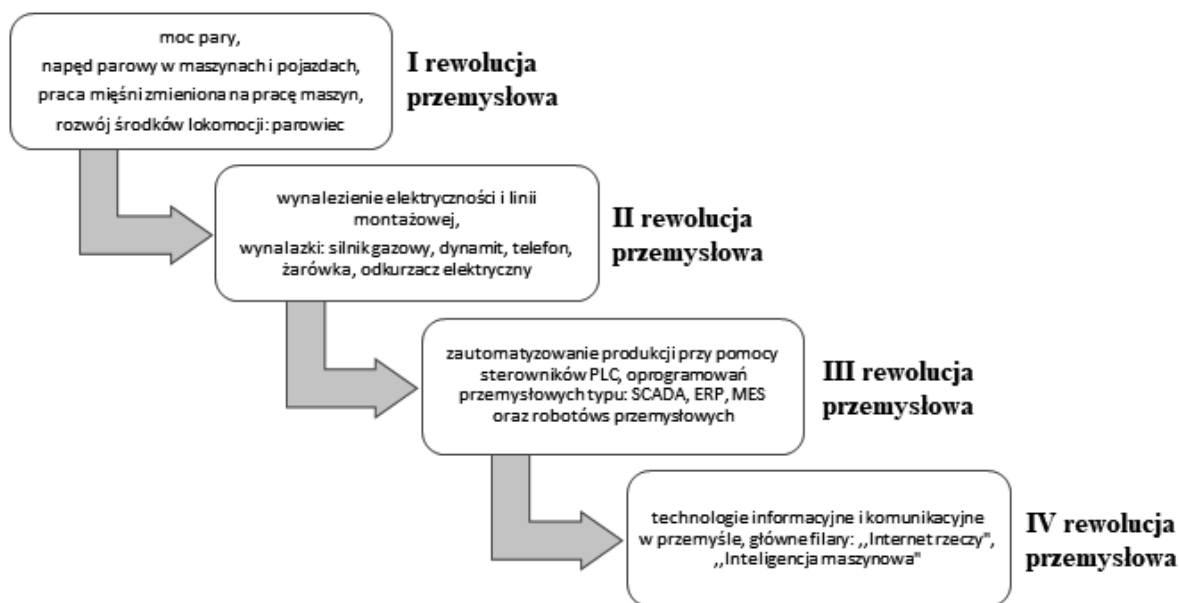 moc pary,
napęd parowy w maszynach i pojazdach,
praca mięśni zmieniona na pracę maszyn,
rozwój środków lokomocji: parowiec
I rewolucja
przemysłowa
wynalezienie elektryczności i linii
montażowej,
wynalazki: silnik gazowy, dynamit, telefon,
żarówka, odkurzacz elektryczny
II rewolucja
przemysłowa
zautomatyzowanie produkcji przy pomocy
sterowników PLC, oprogramowań
przemysłowych typu: SCADA, ERP, MES
oraz robotóws przemysłowych
III rewolucja
przemysłowa
technologie informacyjne i komunikacyjne
w przemyśle, główne filary: ,,Internet rzeczy",
,,Inteligencja maszynowa"
IV rewolucja
przemysłowa